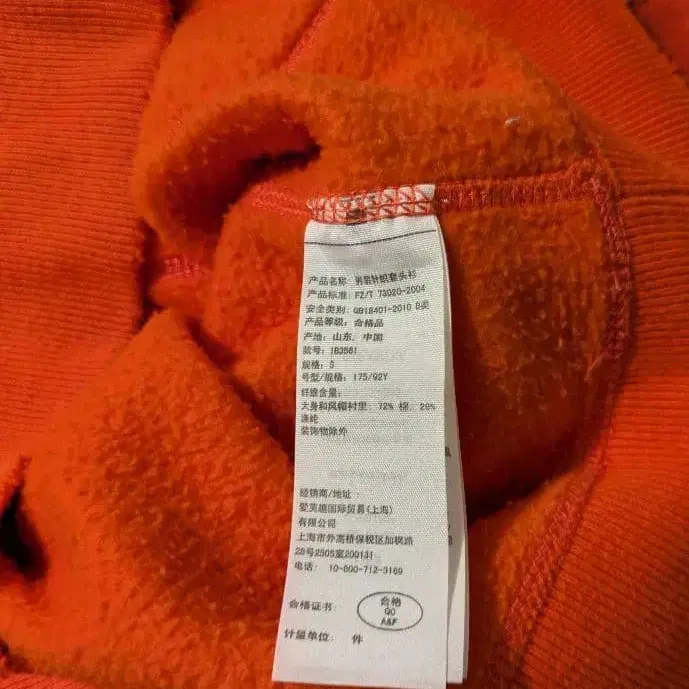 产品名称: 男装针织套头衫
产品标准: FZ/T 73020-2004
安全类别: GB18401-2010 B类
产品等级: 合格品
产地: 山东, 中国
款号: 1B3561
规格: S
号型/规格: 175/92Y
纤维含量:
大身和风帽衬里: 72% 棉, 28%
涤纶
装饰物除外
经销商/地址:
爱芙趣国际贸易(上海)
有限公司
上海市外高桥保税区加枫路
28号2505室200131
电话: 10-800-712-3169
合格证书:
合格
QC
A&F
计量单位: 件